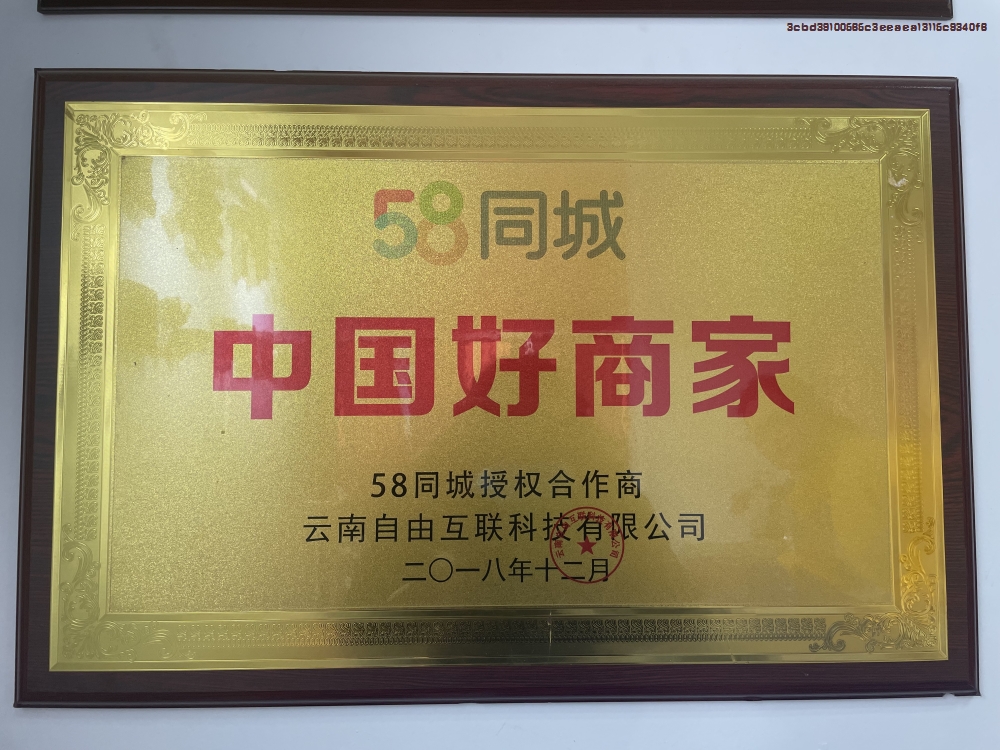 3cbd39100565c3eeaea13115c9340f6
58同城
中国好商家
58同城授权合作商
云南自由互联科技有限公司
二〇一八年十二月